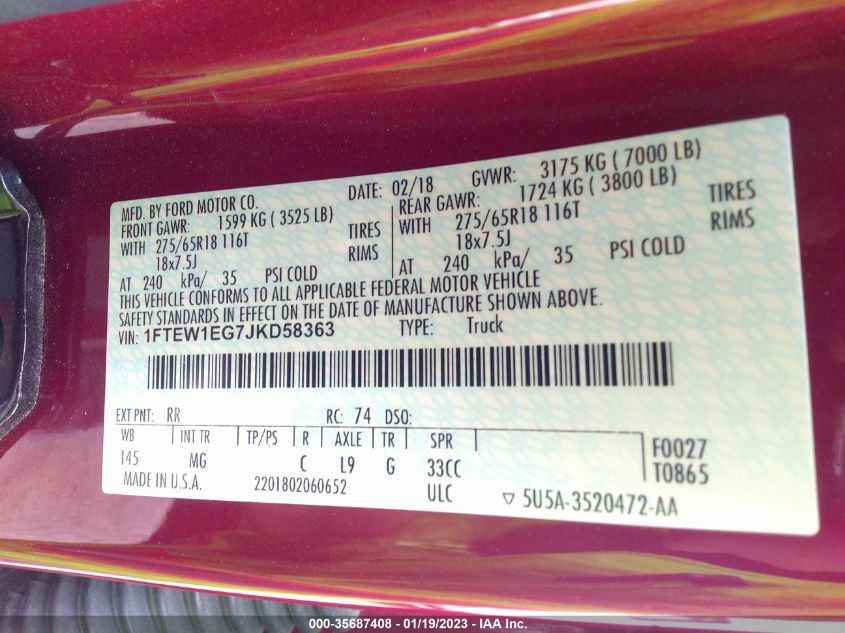 MFD. BY FORD MOTOR CO.
DATE: 02/18 GVWR: 3175 KG ( 7000 LB)
FRONT GAWR: 1599 KG ( 3525 LB)
WITH 275/65R18 116T TIRES
18x7.5J RIMS
AT 240 kPa/ 35 PSI COLD
REAR GAWR: 1724 KG ( 3800 LB)
WITH 275/65R18 116T TIRES
18x7.5J RIMS
AT 240 kPa/ 35 PSI COLD
THIS VEHICLE CONFORMS TO ALL APPLICABLE FEDERAL MOTOR VEHICLE
SAFETY STANDARDS IN EFFECT ON THE DATE OF MANUFACTURE SHOWN ABOVE.
VIN: 1FTEW1EG7JKD58363 TYPE: Truck
EXT PNT: RR RC: 74 DSO:
WB INT TR TP/PS R AXLE TR SPR
145 MG C L9 G 33CC
F0027
T0865
MADE IN U.S.A. 2201802060652 ULC ▽ 5U5A-3520472-AA
000-35687408 - 01/19/2023 - IAA Inc.